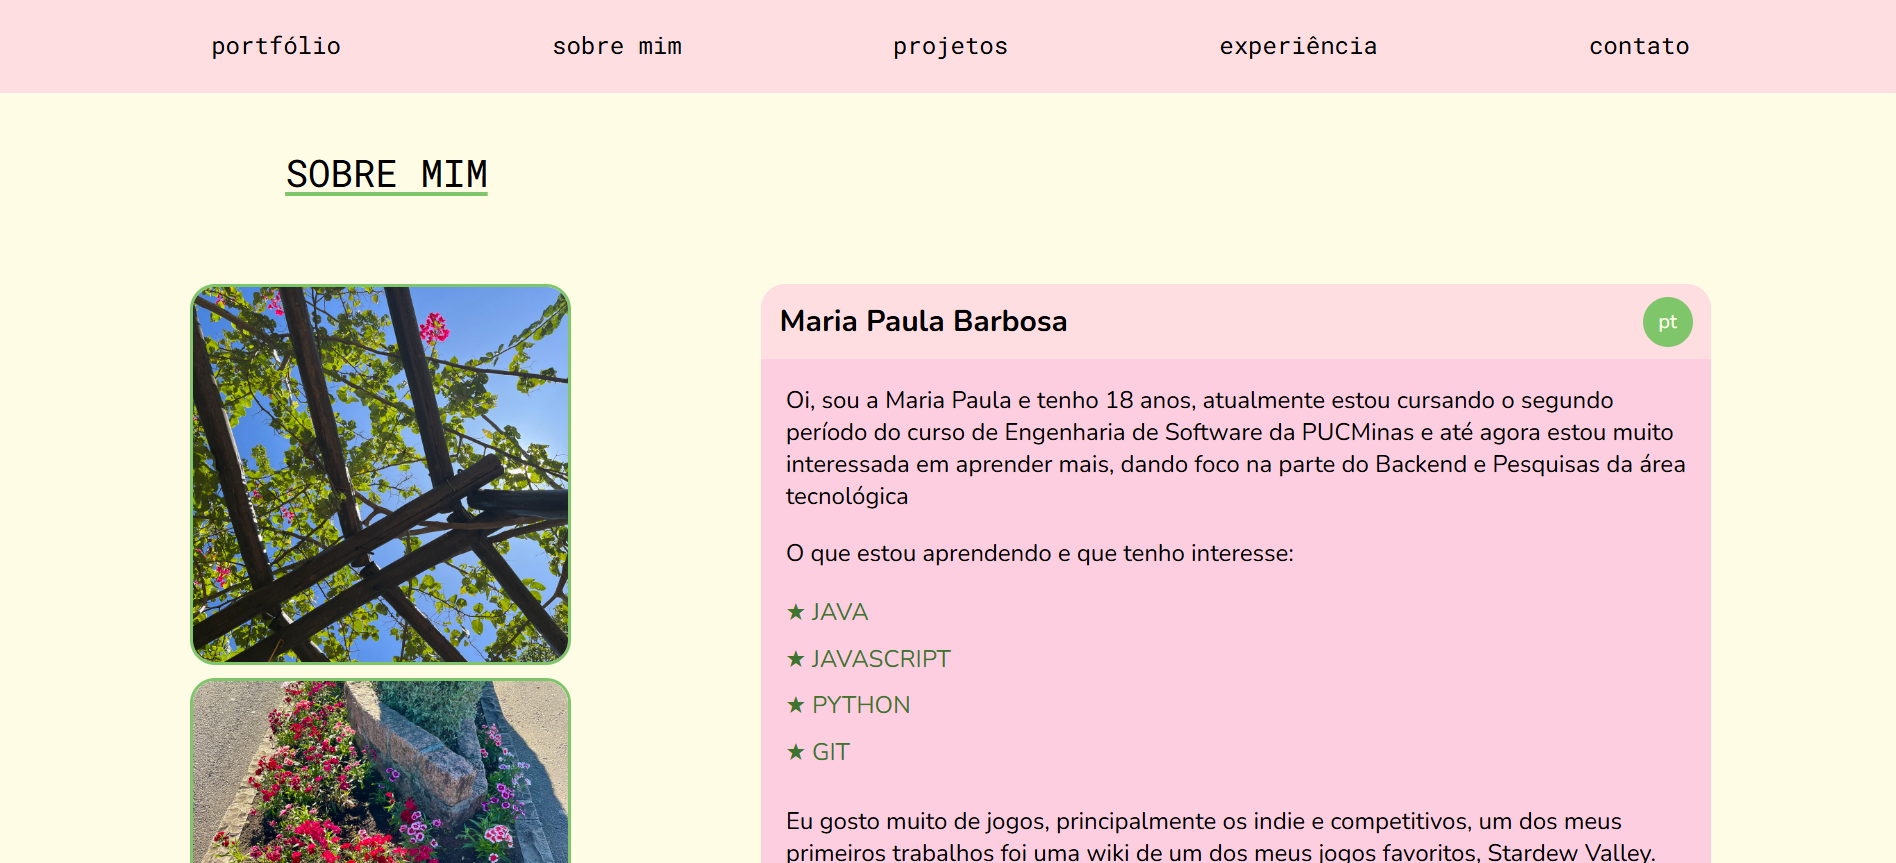 portfólio sobre mim projetos experiência contato
SOBRE MIM
Maria Paula Barbosa
pt
Oi, sou a Maria Paula e tenho 18 anos, atualmente estou cursando o segundo
período do curso de Engenharia de Software da PUCMinas e até agora estou muito
interessada em aprender mais, dando foco na parte do Backend e Pesquisas da área
tecnológica
O que estou aprendendo e que tenho interesse:
★ JAVA
★ JAVASCRIPT
★ PYTHON
★ GIT
Eu gosto muito de jogos, principalmente os indie e competitivos, um dos meus
primeiros trabalhos foi uma wiki de um dos meus jogos favoritos, Stardew Valley.